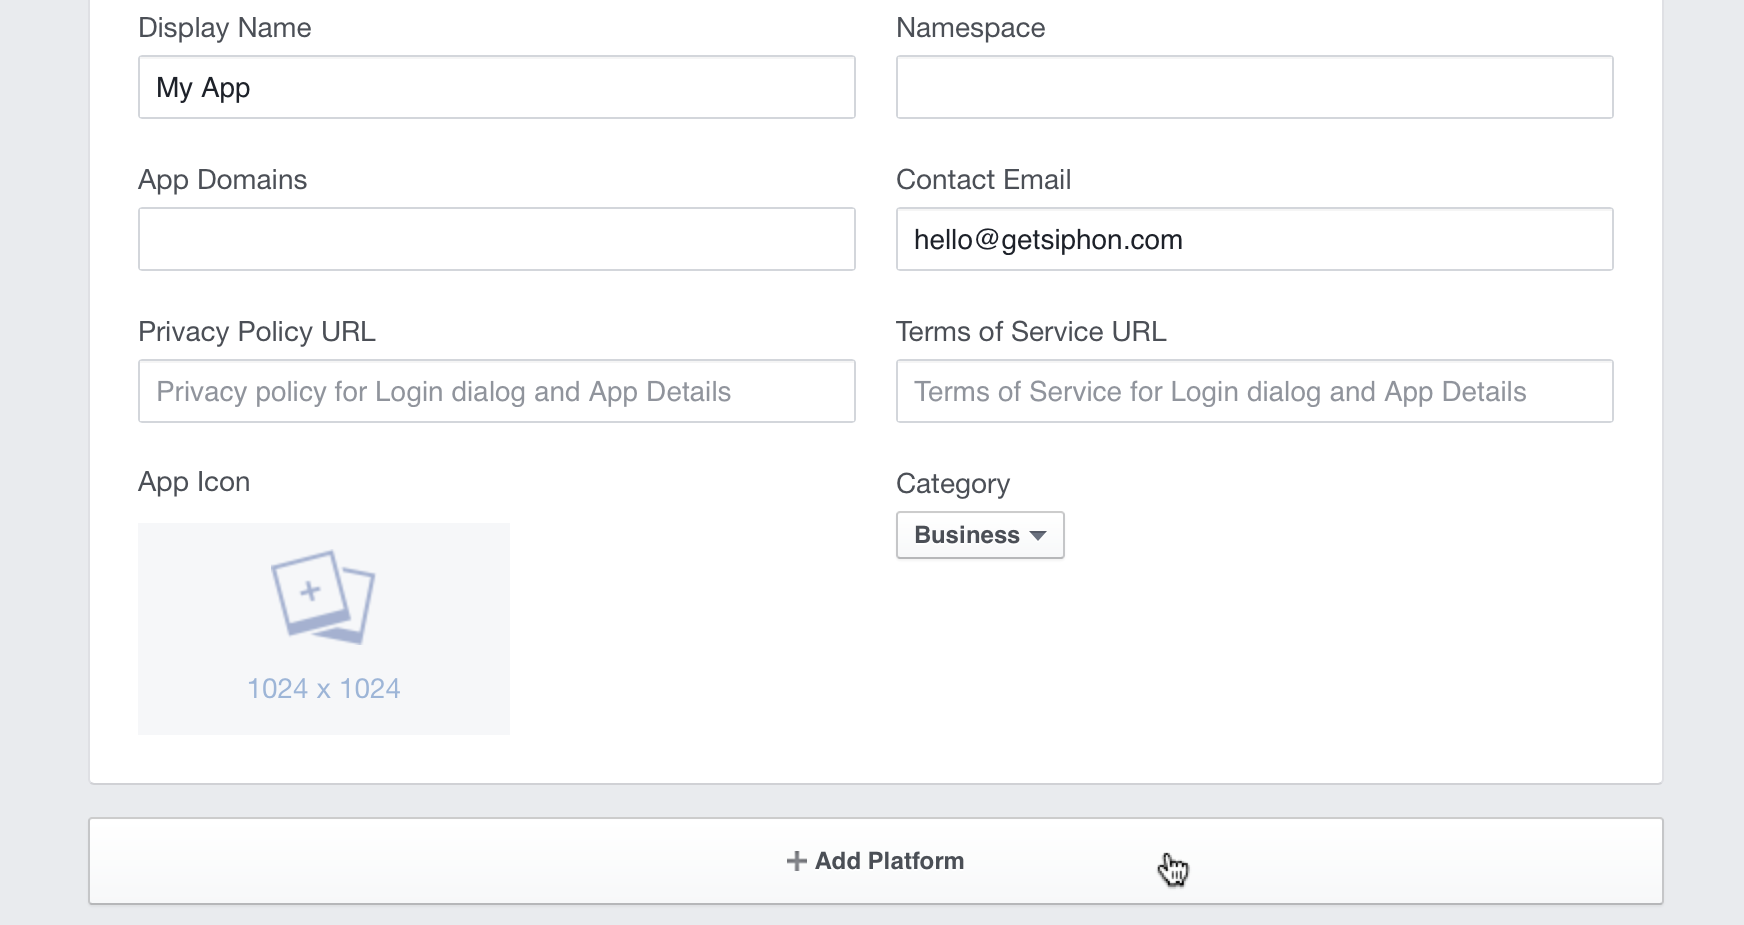 Display Name
Namespace
My App
App Domains
Contact Email
hello@getsiphon.com
Privacy Policy URL
Terms of Service URL
Privacy policy for Login dialog and App Details
Terms of Service for Login dialog and App Details
App Icon
Category
Business
1024 x 1024
+ Add Platform